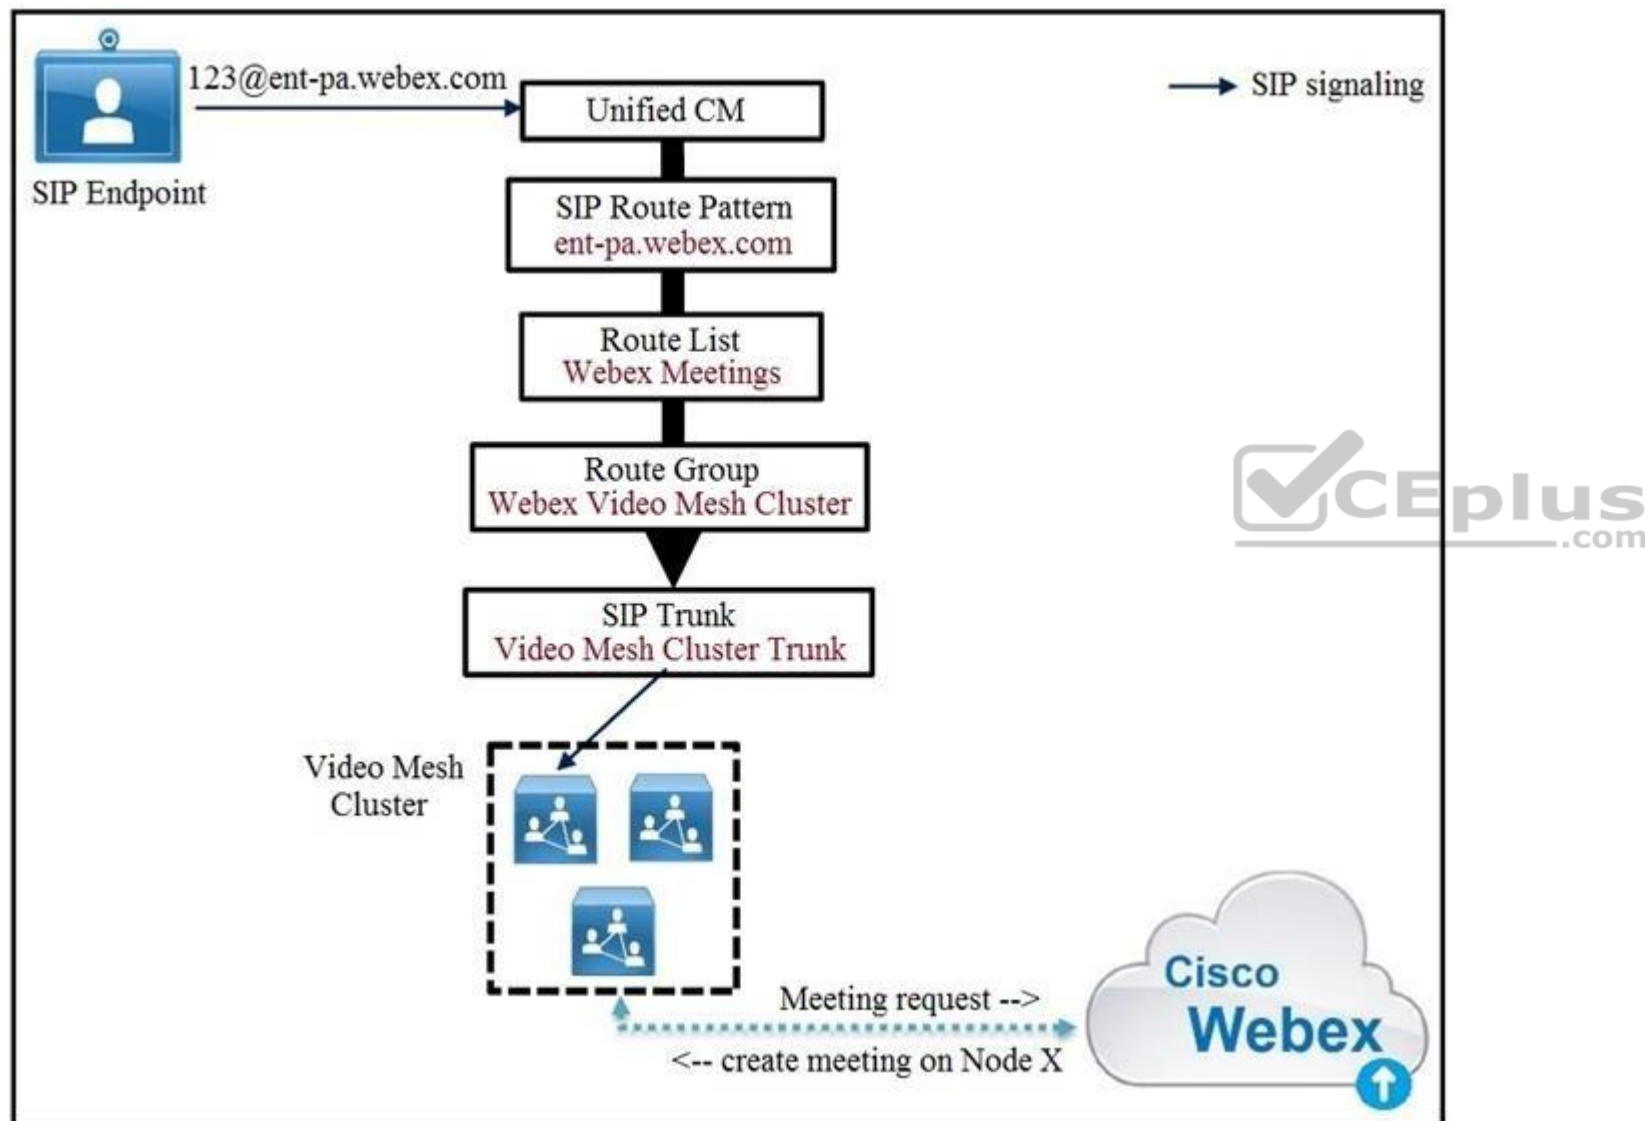 123@ent-pa.webex.com
SIP signaling
Unified CM
SIP Endpoint
SIP Route Pattern
ent-pa.webex.com
Route List
Webex Meetings
Route Group
Webex Video Mesh Cluster
CEplus
.com
SIP Trunk
Video Mesh Cluster Trunk
Video Mesh
Cluster
Cisco
Webex
Meeting request -->
<-- create meeting on Node X